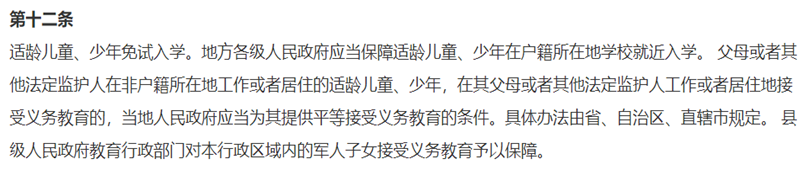 第十二条
适龄儿童、少年免试入学。地方各级人民政府应当保障适龄儿童、少年在户籍所在地学校就近入学。 父母或者其
他法定监护人在非户籍所在地工作或者居住的适龄儿童、少年，在其父母或者其他法定监护人工作或者居住地接
受义务教育的，当地人民政府应当为其提供平等接受义务教育的条件。具体办法由省、自治区、直辖市规定。 县
级人民政府教育行政部门对本行政区域内的军人子女接受义务教育予以保障。